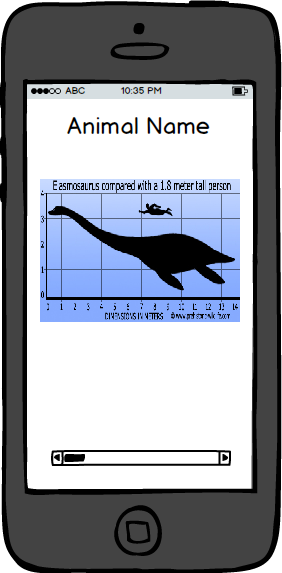 ABC 10:35 PM
Animal Name
Elasmosaurus compared with a 1.8 meter tall person
4
3
2
1
0
0 1 2 3 4 5 6 7 8 9 10 11 12 13 14
DIMENSIONS IN METERS ©www.prehistoric-wildlife.com